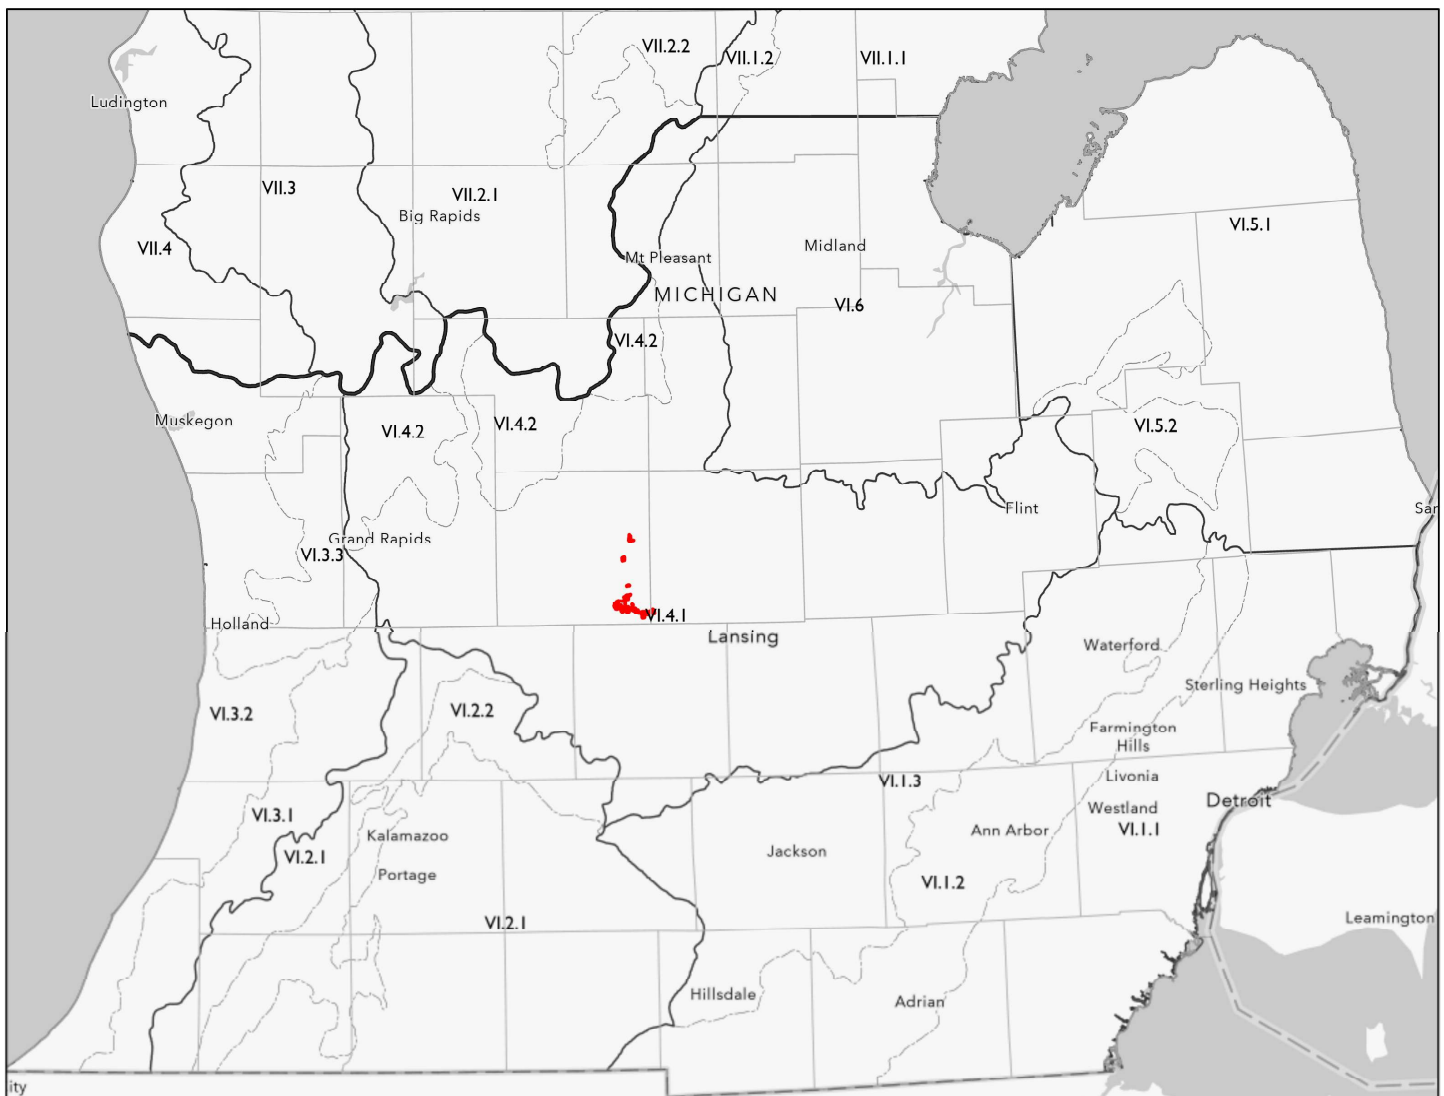 VII.2.2
VII.1.2
VII.1.1
Ludington
VII.3
VII.2.1
Big Rapids
VI.5.1
VII.4
Midland
Mt Pleasant
MICHIGAN
VI.6
VI.4.2
Muskegon
VI.4.2
VI.4.2
VI.5.2
Flint
Sar
Grand Rapids
VI.3.3
VI.4.1
Holland
Lansing
Waterford
Sterling Heights
VI.3.2
VI.2.2
Farmington
Hills
Livonia
VI.1.3
Detroit
Westland
VI.3.1
VI.1.1
Kalamazoo
Ann Arbor
Jackson
VI.2.1
Portage
VI.1.2
Leamington
VI.2.1
Hillsdale
Adrian
ity